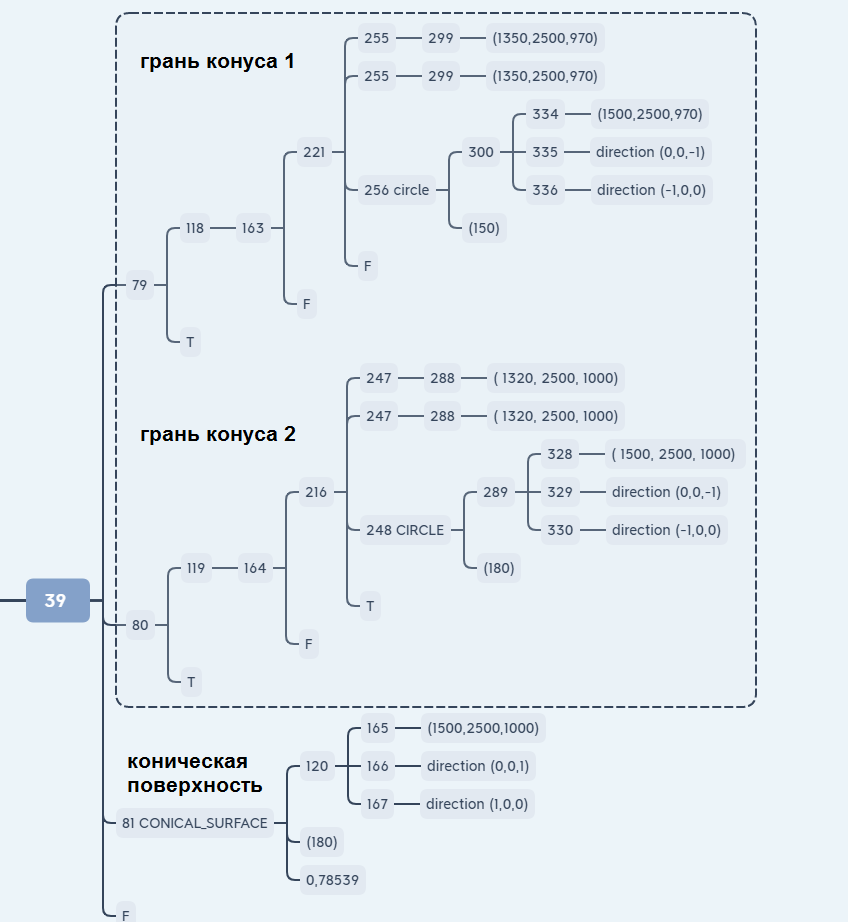 грань конуса 1
255 299 (1350,2500,970)
255 299 (1350,2500,970)
334 (1500,2500,970)
221 300 335 direction (0,0,-1)
256 circle 336 direction (-1,0,0)
118 163 (150)
F
79
F
T
247 288 ( 1320, 2500, 1000)
247 288 ( 1320, 2500, 1000)
грань конуса 2
328 ( 1500, 2500, 1000)
216 289 329 direction (0,0,-1)
248 CIRCLE 330 direction (-1,0,0)
119 164 (180)
39
T
80
F
T
165 (1500,2500,1000)
коническая
120 166 direction (0,0,1)
поверхность
167 direction (1,0,0)
81 CONICAL_SURFACE
(180)
0,78539
F